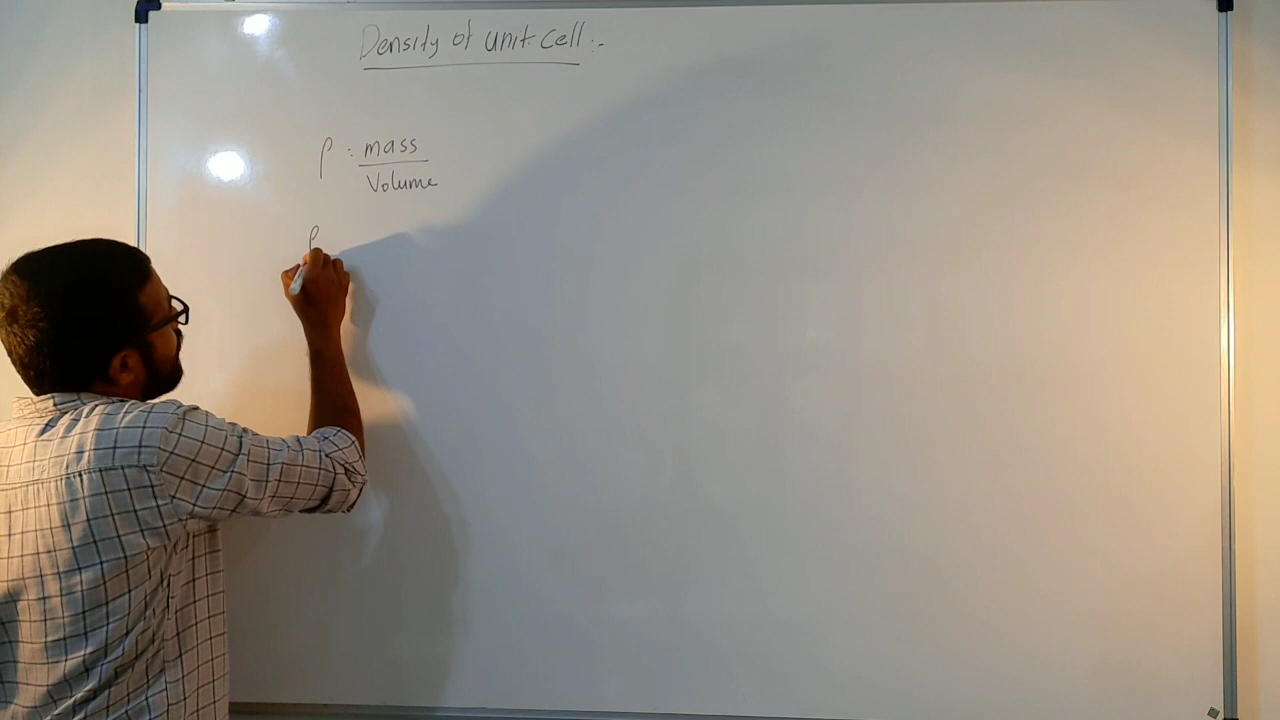 Density of unit cell :-
ρ : mass
Volume
ρ